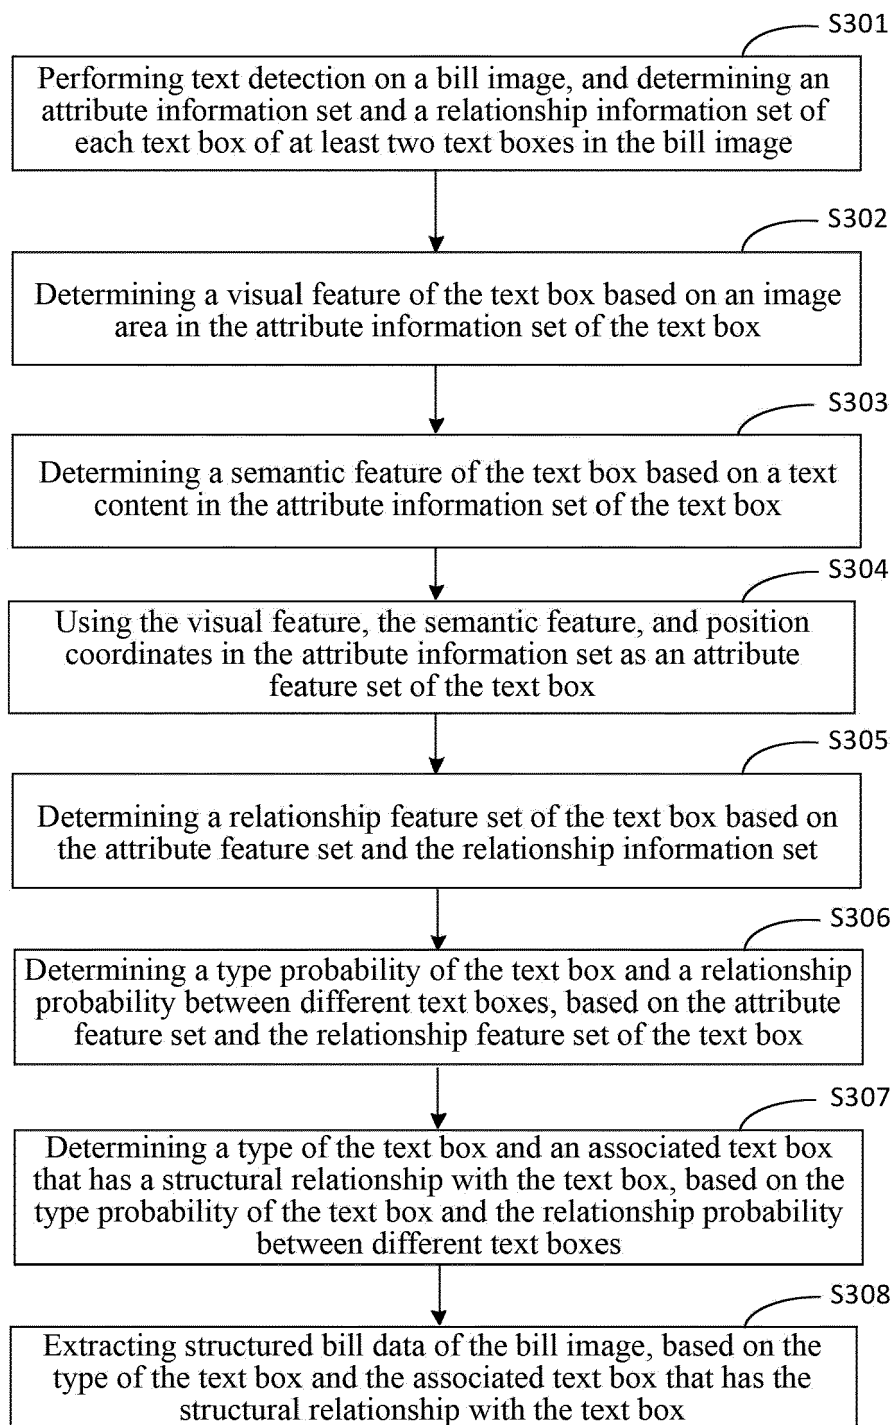 S301
Performing text detection on a bill image, and determining an
attribute information set and a relationship information set of
each text box of at least two text boxes in the bill image
S302
Determining a visual feature of the text box based on an image
area in the attribute information set of the text box
S303
Determining a semantic feature of the text box based on a text
content in the attribute information set of the text box
S304
Using the visual feature, the semantic feature, and position
coordinates in the attribute information set as an attribute
feature set of the text box
S305
Determining a relationship feature set of the text box based on
the attribute feature set and the relationship information set
S306
Determining a type probability of the text box and a relationship
probability between different text boxes, based on the attribute
feature set and the relationship feature set of the text box
S307
Determining a type of the text box and an associated text box
that has a structural relationship with the text box, based on the
type probability of the text box and the relationship probability
between different text boxes
S308
Extracting structured bill data of the bill image, based on the
type of the text box and the associated text box that has the
structural relationship with the text box